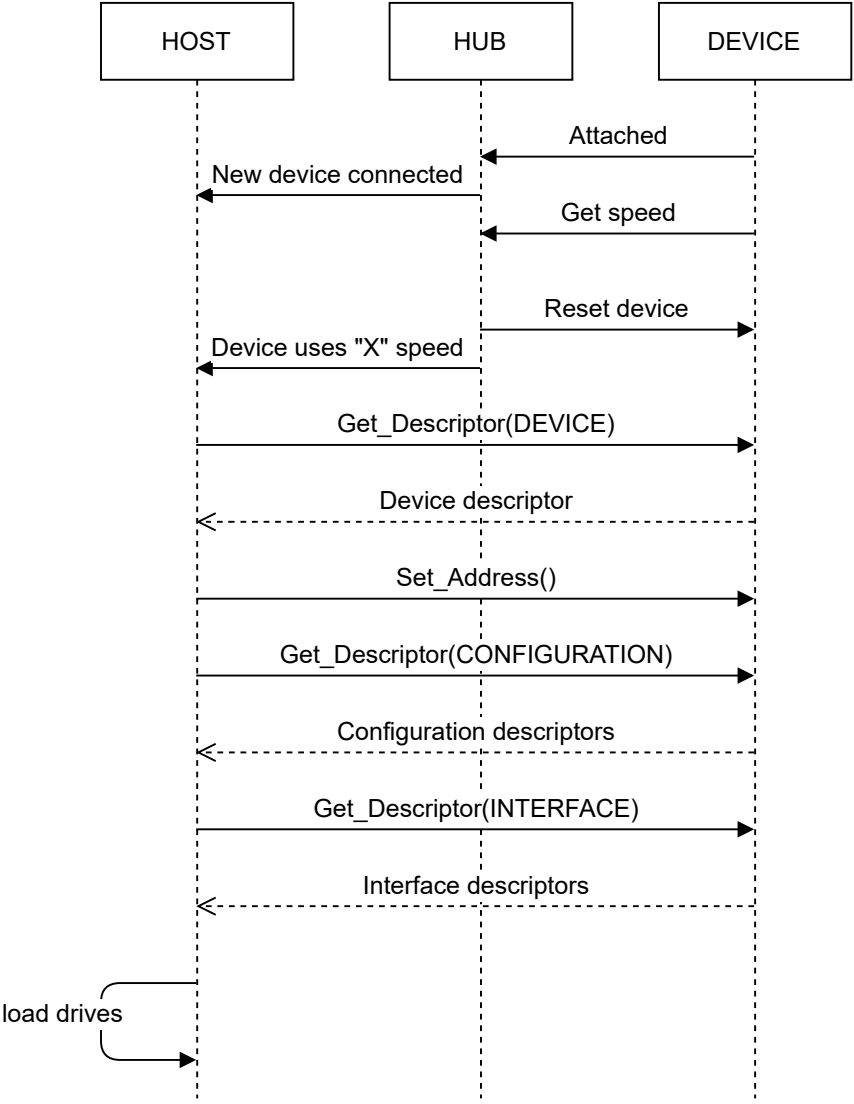 HOST
HUB
DEVICE
Attached
New device connected
Get speed
Reset device
Device uses "X" speed
Get_Descriptor(DEVICE)
Device descriptor
Set_Address()
Get_Descriptor(CONFIGURATION)
Configuration descriptors
Get_Descriptor(INTERFACE)
Interface descriptors
load drives